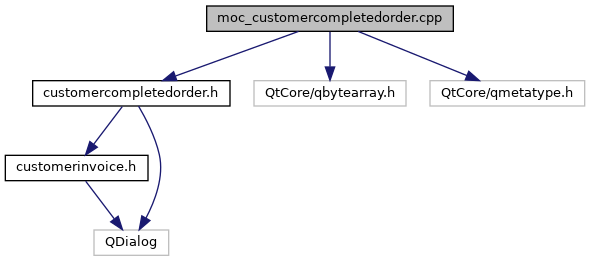 moc_customercompletedorder.cpp
customercompletedorder.h
QtCore/qbytearray.h
QtCore/qmetatype.h
customerinvoice.h
QDialog